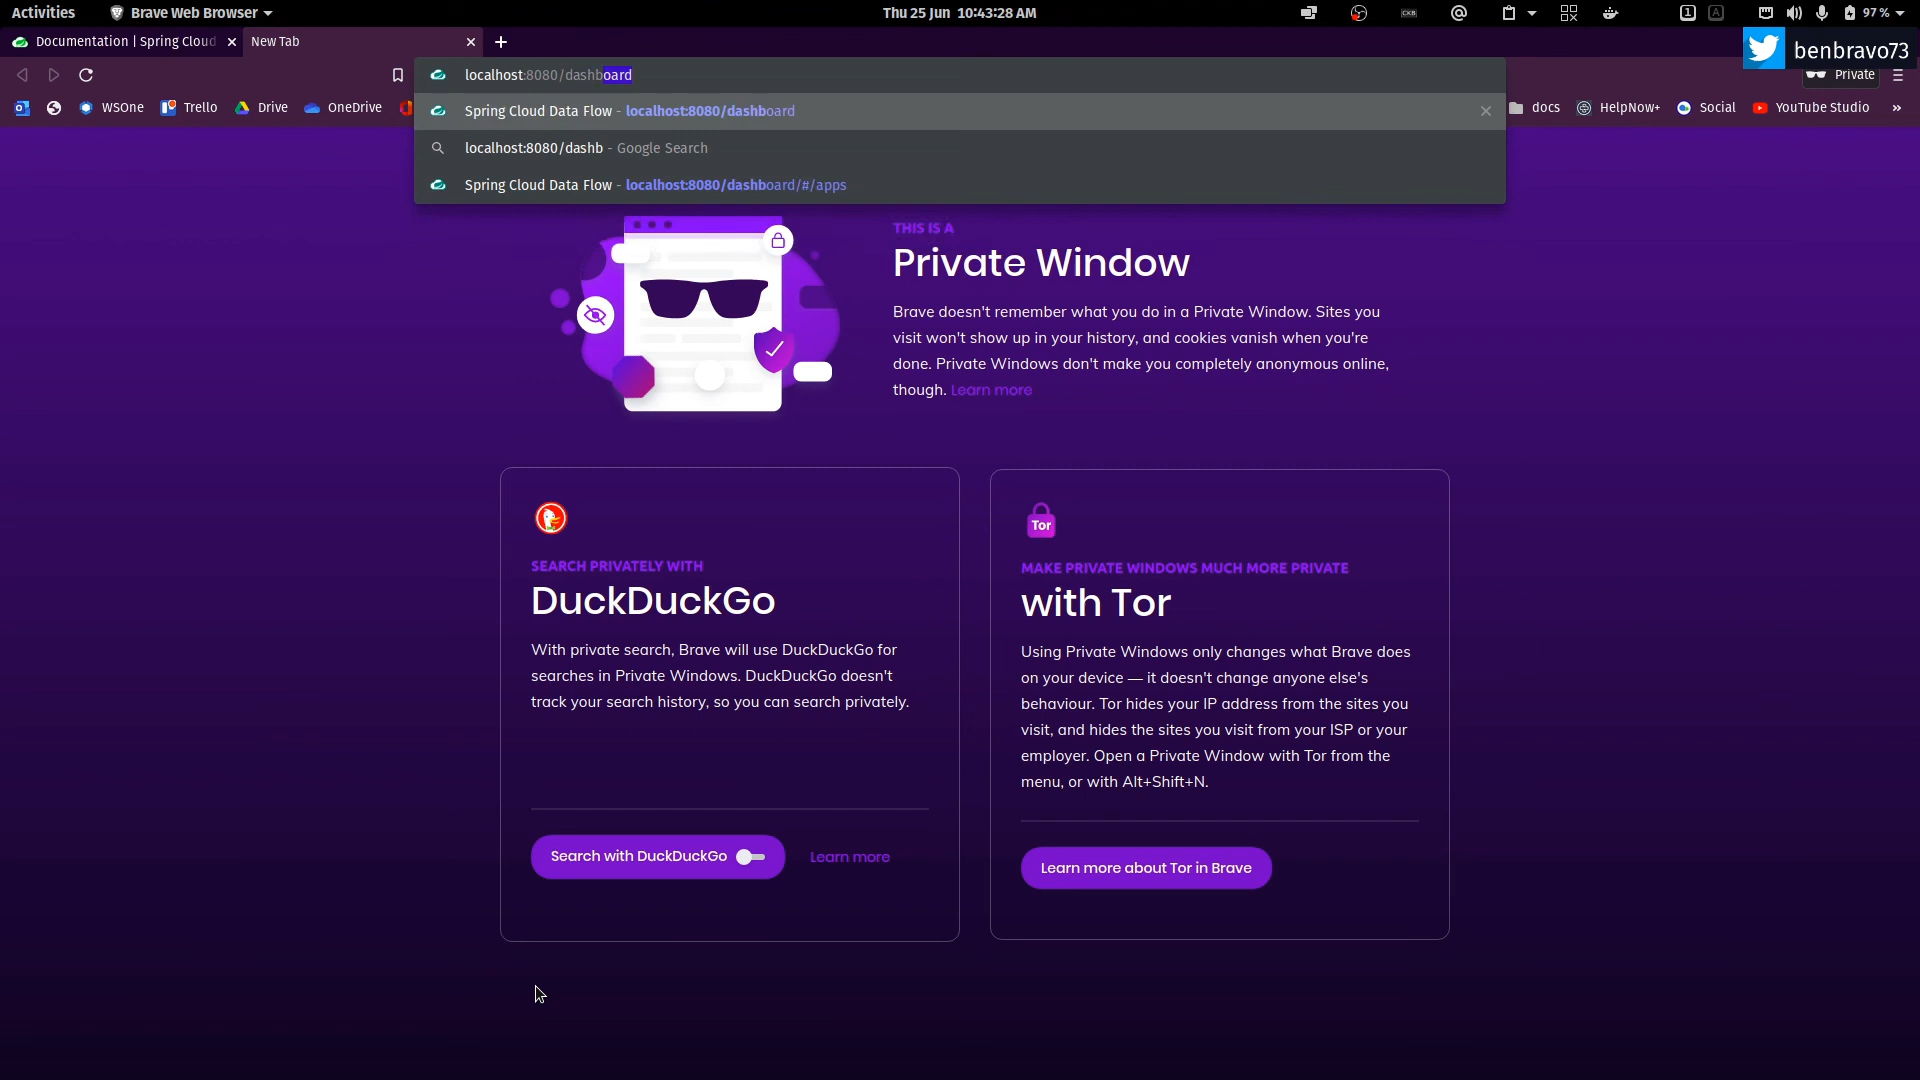 Activities
Brave Web Browser
Thu 25 Jun 10:43:28 AM
CKB
1
A
97 %
Documentation | Spring Cloud
New Tab
benbravo73
localhost:8080/dashboard
Private
WSOne
Trello
Drive
OneDrive
docs
HelpNow+
Social
YouTube Studio
»
Spring Cloud Data Flow - localhost:8080/dashboard
localhost:8080/dashb - Google Search
Spring Cloud Data Flow - localhost:8080/dashboard/#/apps
THIS IS A
Private Window
Brave doesn't remember what you do in a Private Window. Sites you
visit won't show up in your history, and cookies vanish when you're
done. Private Windows don't make you completely anonymous online,
though. Learn more
SEARCH PRIVATELY WITH
DuckDuckGo
With private search, Brave will use DuckDuckGo for
searches in Private Windows. DuckDuckGo doesn't
track your search history, so you can search privately.
Search with DuckDuckGo
Learn more
Tor
MAKE PRIVATE WINDOWS MUCH MORE PRIVATE
with Tor
Using Private Windows only changes what Brave does
on your device — it doesn't change anyone else's
behaviour. Tor hides your IP address from the sites you
visit, and hides the sites you visit from your ISP or your
employer. Open a Private Window with Tor from the
menu, or with Alt+Shift+N.
Learn more about Tor in Brave